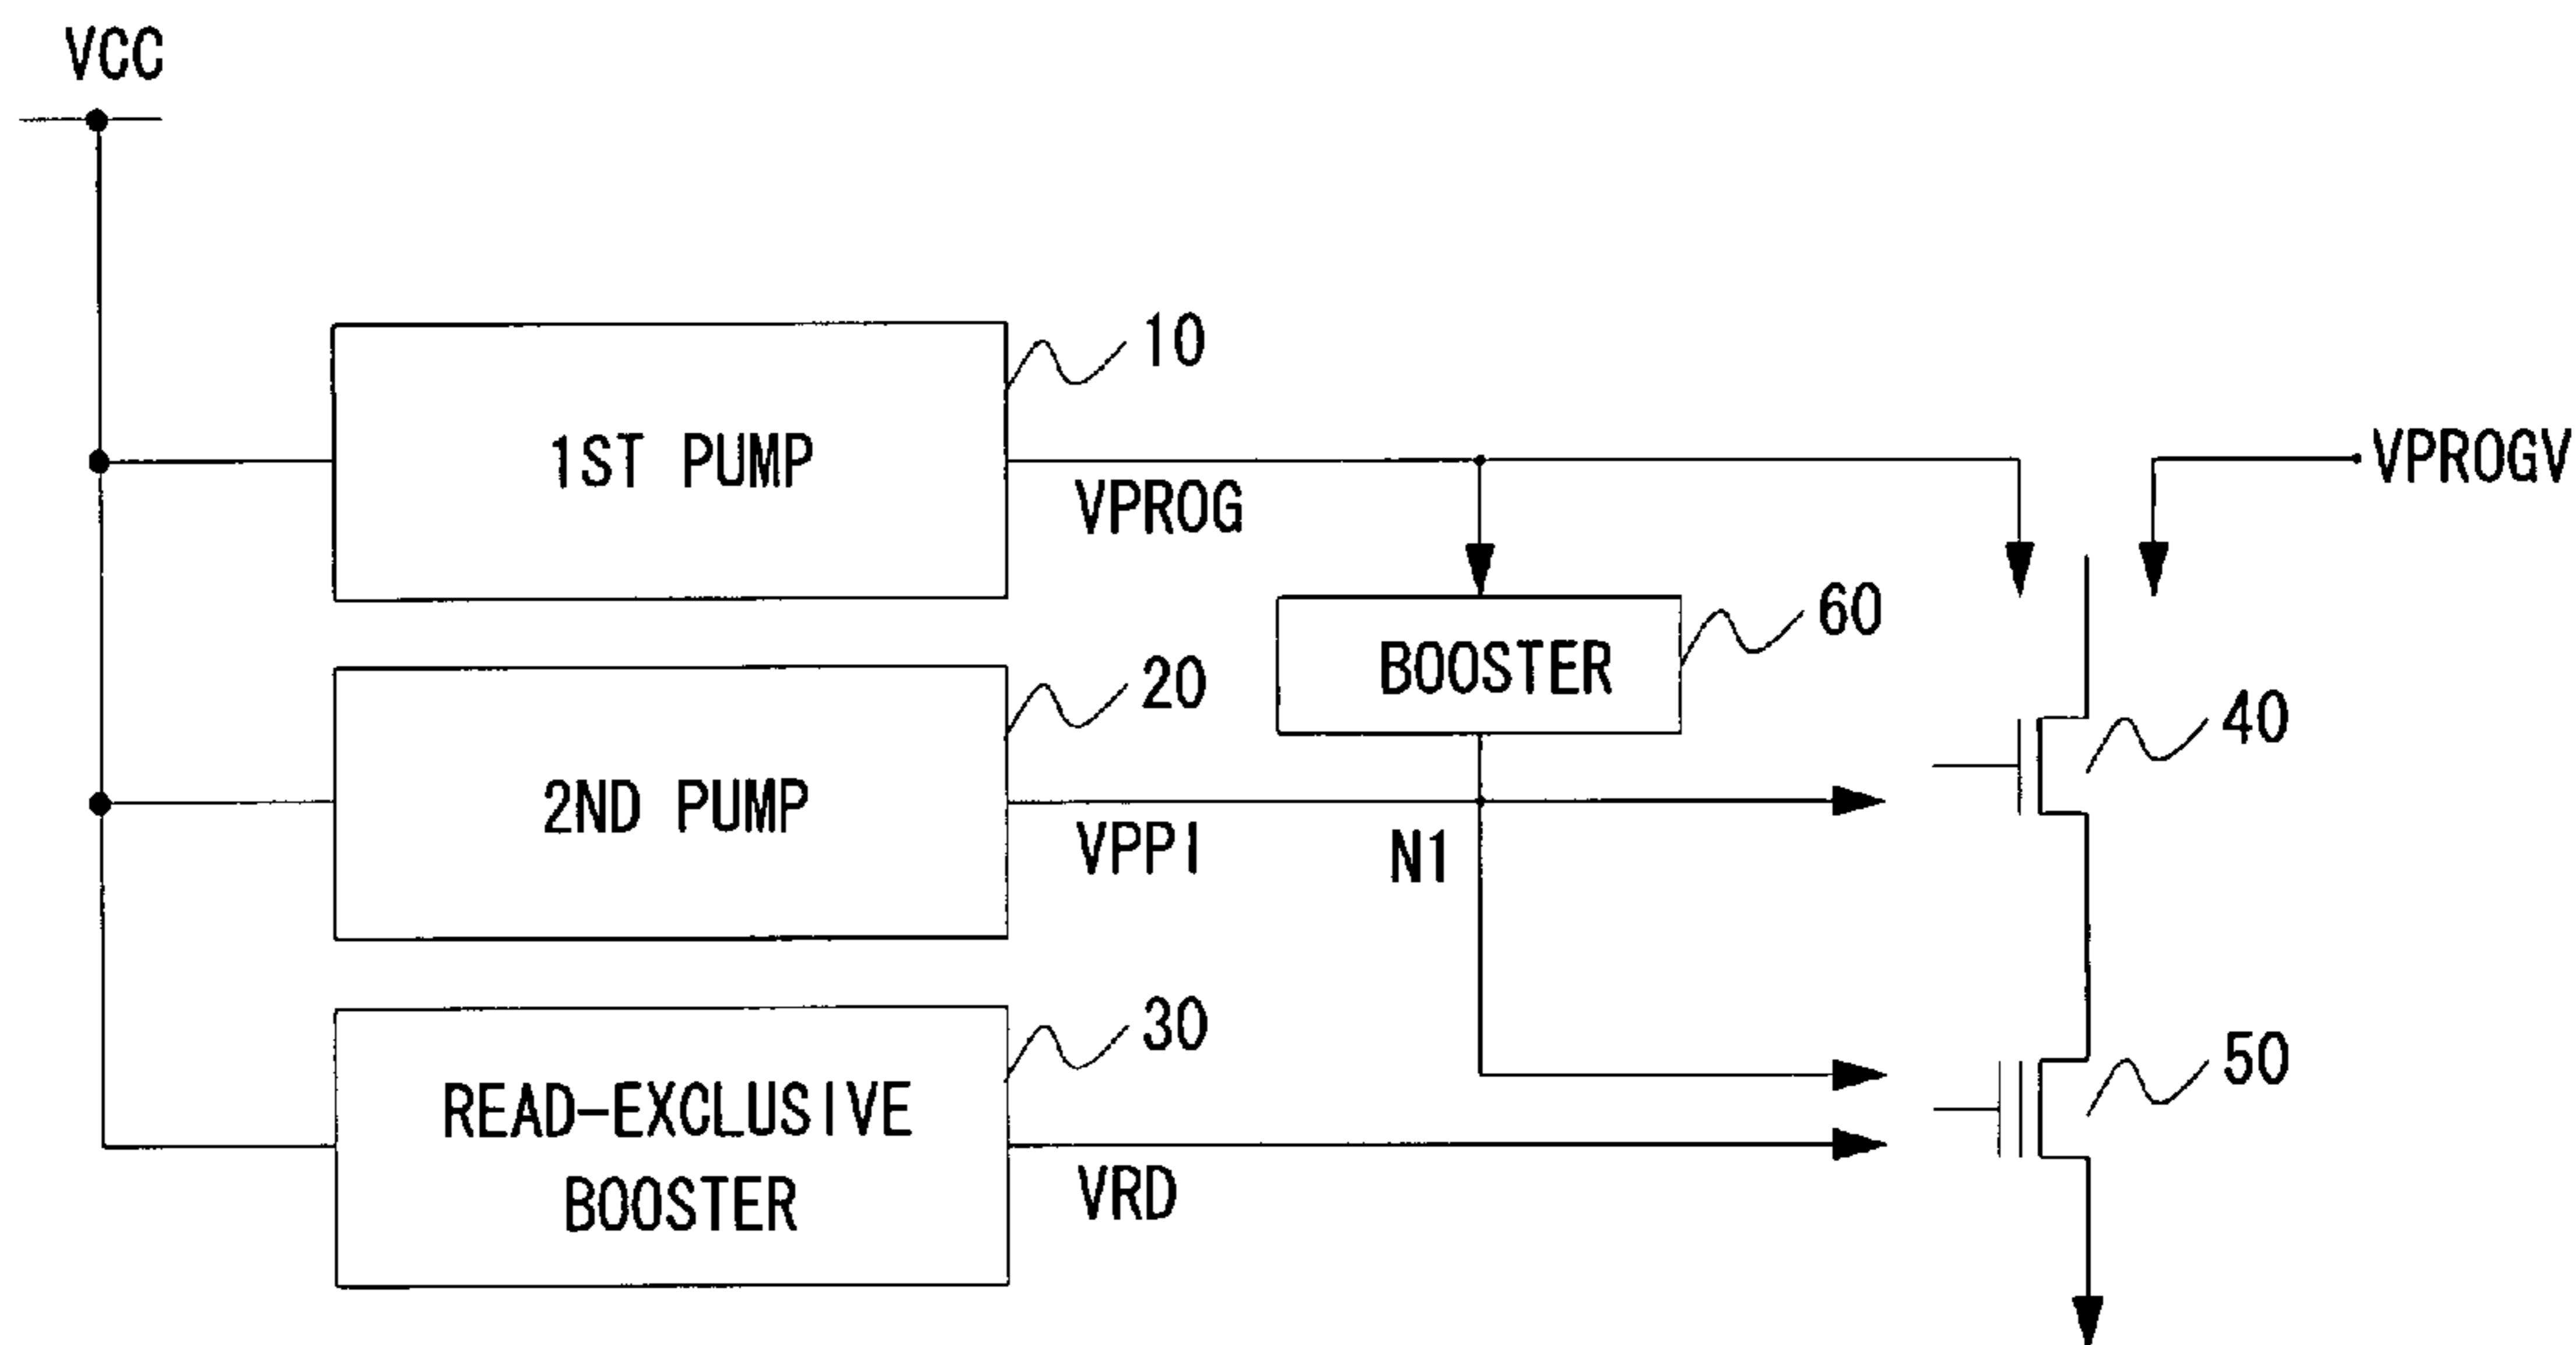 VCC
10
1ST PUMP
VPROG
VPROGV
60
BOOSTER
20
40
2ND PUMP
VPPI
N1
30
50
READ-EXCLUSIVE
BOOSTER
VRD